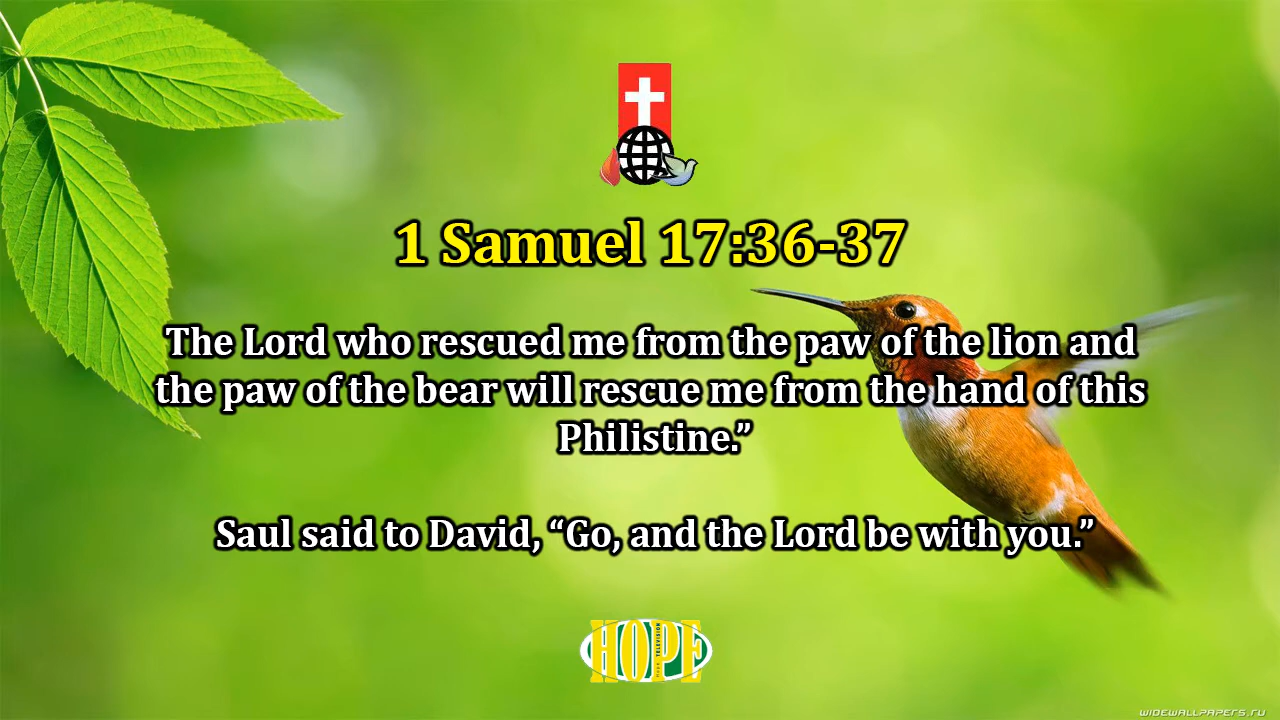 1 Samuel 17:36-37
The Lord who rescued me from the paw of the lion and
the paw of the bear will rescue me from the hand of this
Philistine.”
Saul said to David, “Go, and the Lord be with you.”
HOPE
TELEVISION
WIDEWALLPAPERS.RU